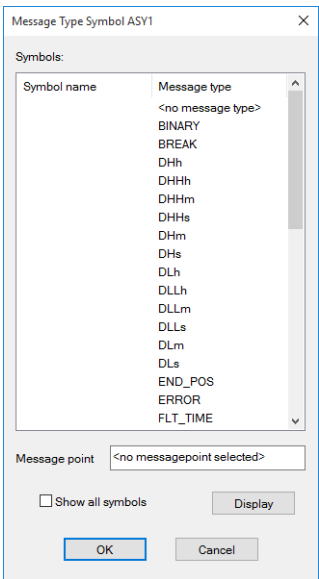 Message Type Symbol ASY1
Symbols:
Symbol name Message type
<no message type>
BINARY
BREAK
DHh
DHHh
DHHm
DHHs
DHm
DHs
DLh
DLLh
DLLm
DLLs
DLm
DLs
END_POS
ERROR
FLT_TIME
Message point <no messagepoint selected>
Show all symbols Display
OK Cancel